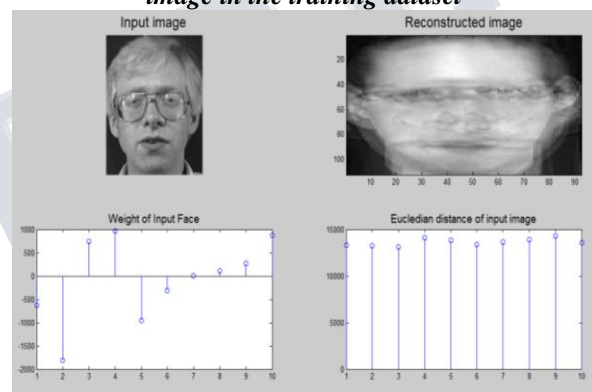 image in the training dataset
Input image
Reconstructed image
20
40
60
80
100
10 20 30 40 50 60 70 80 90
Weight of Input Face
1000
500
0
-500
-1000
-1500
-2000
1 2 3 4 5 6 7 8 9 10
Eucledian distance of input image
15000
10000
5000
0
1 2 3 4 5 6 7 8 9 10